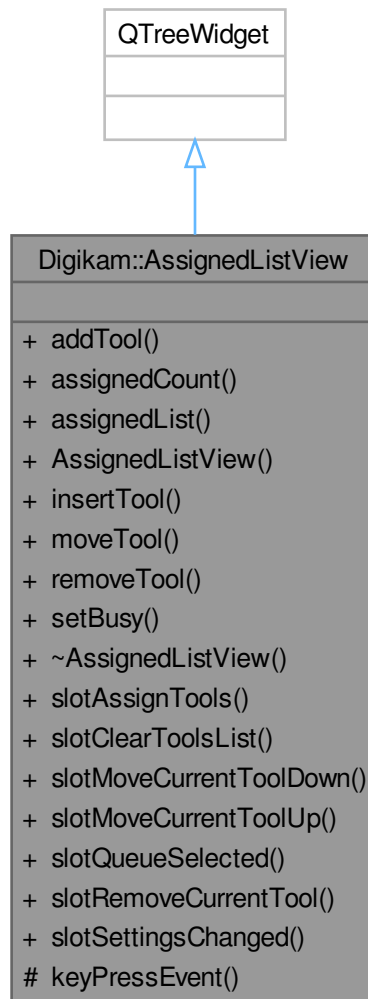 QTreeWidget
Digikam::AssignedListView
+ addTool()
+ assignedCount()
+ assignedList()
+ AssignedListView()
+ insertTool()
+ moveTool()
+ removeTool()
+ setBusy()
+ ~AssignedListView()
+ slotAssignTools()
+ slotClearToolsList()
+ slotMoveCurrentToolDown()
+ slotMoveCurrentToolUp()
+ slotQueueSelected()
+ slotRemoveCurrentTool()
+ slotSettingsChanged()
# keyPressEvent()